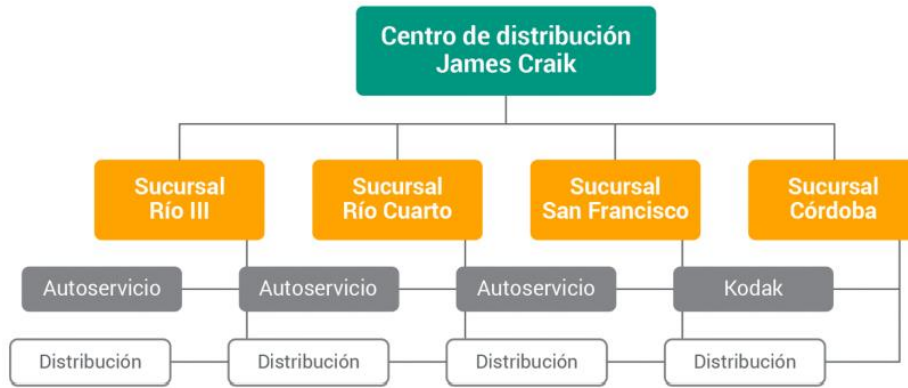 Centro de distribución
James Craik
Sucursal
Río III
Sucursal
Río Cuarto
Sucursal
San Francisco
Sucursal
Córdoba
Autoservicio
Autoservicio
Autoservicio
Kodak
Distribución
Distribución
Distribución
Distribución